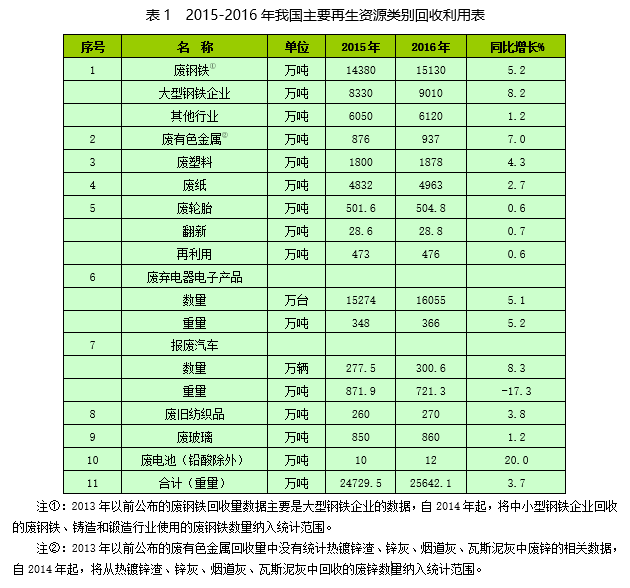 表 1 2015-2016 年我国主要再生资源类别回收利用表
序号 名 称 单位 2015 年 2016 年 同比增长%
1 废钢铁① 万吨 14380 15130 5.2
大型钢铁企业 万吨 8330 9010 8.2
其他行业 万吨 6050 6120 1.2
2 废有色金属② 万吨 876 937 7.0
3 废塑料 万吨 1800 1878 4.3
4 废纸 万吨 4832 4963 2.7
5 废轮胎 万吨 501.6 504.8 0.6
翻新 万吨 28.6 28.8 0.7
再利用 万吨 473 476 0.6
6 废弃电器电子产品
数量 万台 15274 16055 5.1
重量 万吨 348 366 5.2
7 报废汽车
数量 万辆 277.5 300.6 8.3
重量 万吨 871.9 721.3 -17.3
8 废旧纺织品 万吨 260 270 3.8
9 废玻璃 万吨 850 860 1.2
10 废电池（铅酸除外） 万吨 10 12 20.0
11 合计（重量） 万吨 24729.5 25642.1 3.7
注①：2013 年以前公布的废钢铁回收量数据主要是大型钢铁企业的数据，自 2014 年起，将中小型钢铁企业回收
的废钢铁、铸造和锻造行业使用的废钢铁数量纳入统计范围。
注②：2013 年以前公布的废有色金属回收量中没有统计热镀锌渣、锌灰、烟道灰、瓦斯泥灰中废锌的相关数据，
自 2014 年起，将从热镀锌渣、锌灰、烟道灰、瓦斯泥灰中回收的废锌数量纳入统计范围。